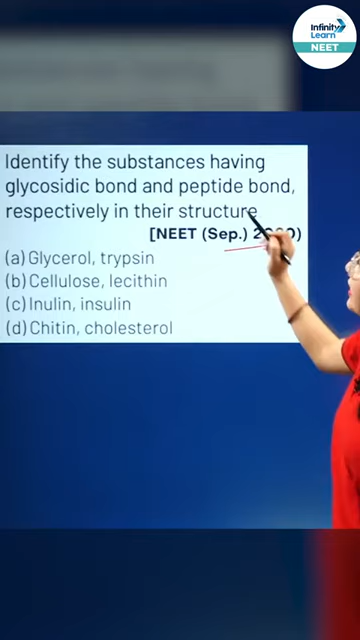 Infinity
Learn
NEET
Identify the substances having
glycosidic bond and peptide bond,
respectively in their structure
[NEET (Sep.) 2020)
(a) Glycerol, trypsin
(b) Cellulose, lecithin
(c) Inulin, insulin
(d) Chitin, cholesterol